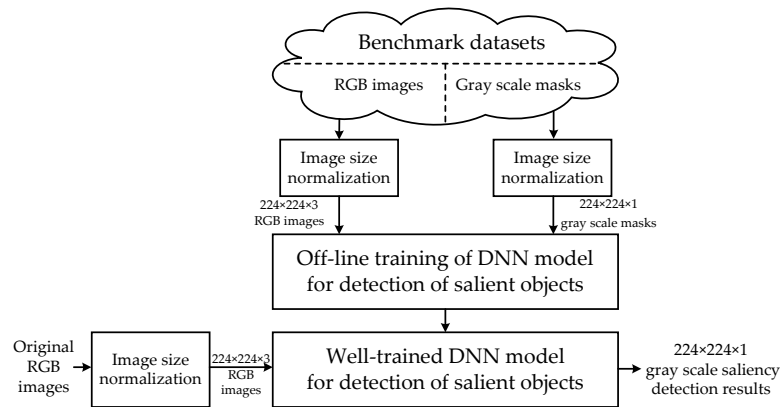 Benchmark datasets
RGB images
Gray scale masks
Image size
normalization
Image size
normalization
224×224×3
RGB images
224×224×1
gray scale masks
Off-line training of DNN model
for detection of salient objects
Original
RGB
images
Image size
normalization
224×224×3
RGB
images
Well-trained DNN model
for detection of salient objects
224×224×1
gray scale saliency
detection results